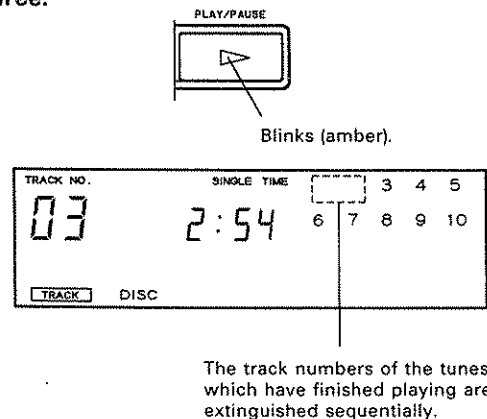 PLAY/PAUSE
Blinks (amber).
TRACK NO. SINGLE TIME 3 4 5
03 2:54 6 7 8 9 10
TRACK DISC
The track numbers of the tunes
which have finished playing are
extinguished sequentially.